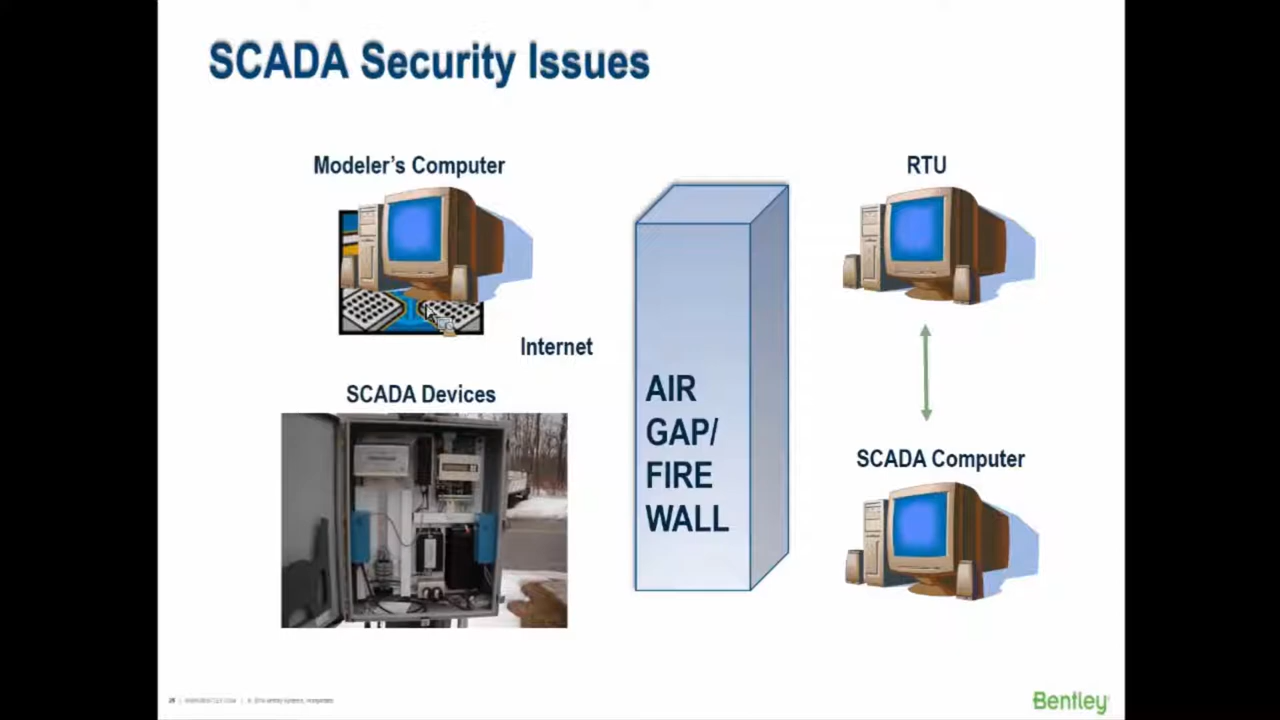 SCADA Security Issues
Modeler's Computer
RTU
Internet
AIR
GAP/
FIRE
WALL
SCADA Devices
SCADA Computer
Bentley